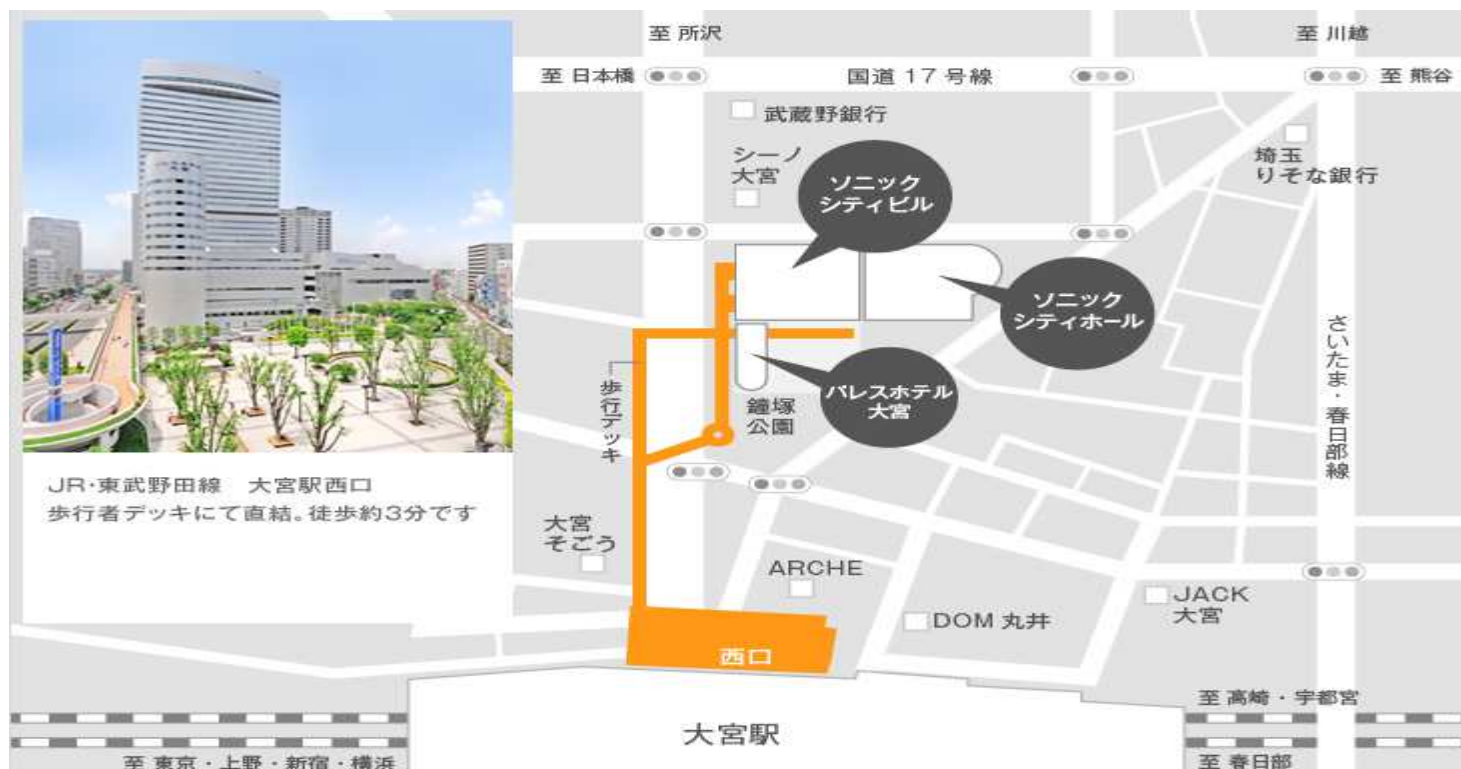 至 所沢
至 川越
至 日本橋
国道 17 号線
至 熊谷
武蔵野銀行
シーノ
大宮
埼玉
りそな銀行
ソニック
シティビル
ソニック
シティホール
さいたま・春日部線
パレスホテル
大宮
歩行デッキ
鐘塚
公園
JR・東武野田線　大宮駅西口
歩行者デッキにて直結。徒歩約3分です
大宮
そごう
ARCHE
JACK
大宮
DOM 丸井
西口
大宮駅
至 高崎・宇都宮
至 東京・上野・新宿・横浜
至 春日部